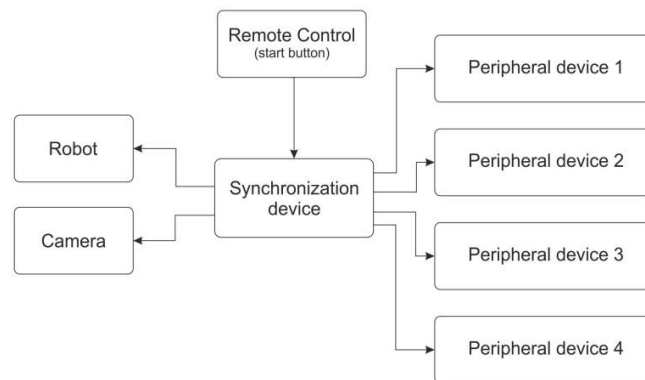 Remote Control
(start button)
Peripheral device 1
Robot
Peripheral device 2
Synchronization
device
Camera
Peripheral device 3
Peripheral device 4